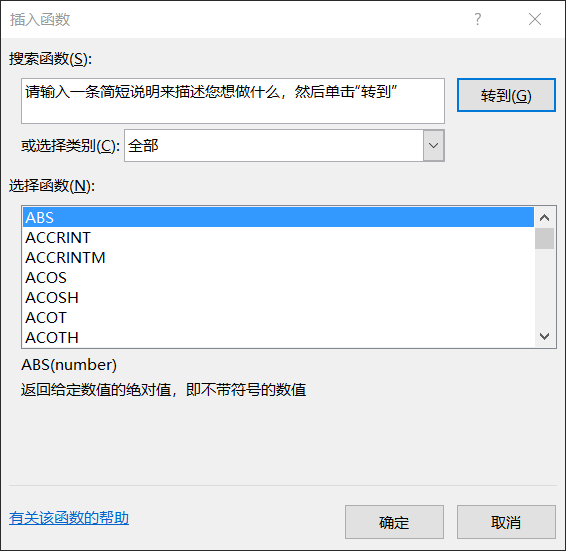 插入函数
搜索函数(S):
请输入一条简短说明来描述您想做什么，然后单击“转到”
转到(G)
或选择类别(C): 全部
选择函数(N):
ABS
ACCRINT
ACCRINTM
ACOS
ACOSH
ACOT
ACOTH
ABS(number)
返回给定数值的绝对值，即不带符号的数值
有关该函数的帮助
确定
取消